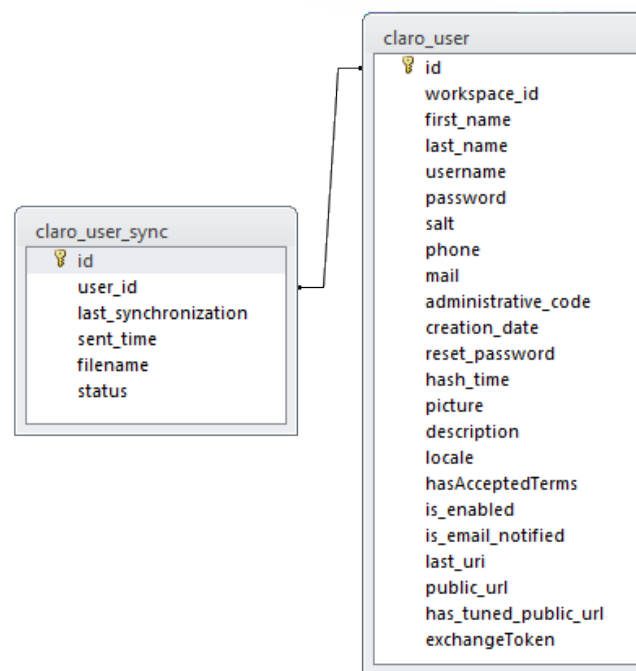 claro_user
id
workspace_id
first_name
last_name
username
password
salt
phone
mail
administrative_code
creation_date
reset_password
hash_time
picture
description
locale
hasAcceptedTerms
is_enabled
is_email_notified
last_uri
public_url
has_tuned_public_url
exchangeToken
claro_user_sync
id
user_id
last_synchronization
sent_time
filename
status